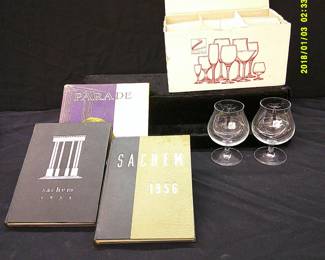 2018/01/03 02:33
PARADE
sachem
SACHEM
1956